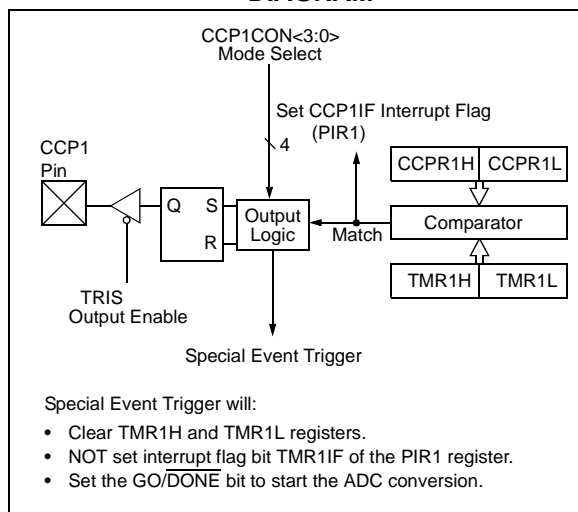 DIAGRAM
CCP1CON<3:0>
Mode Select
Set CCP1IF Interrupt Flag
(PIR1)
4
CCP1
Pin
CCPR1H CCPR1L
Q S
R
Output
Logic
Match
Comparator
TMR1H TMR1L
TRIS
Output Enable
Special Event Trigger
Special Event Trigger will:
• Clear TMR1H and TMR1L registers.
• NOT set interrupt flag bit TMR1IF of the PIR1 register.
• Set the GO/DONE bit to start the ADC conversion.